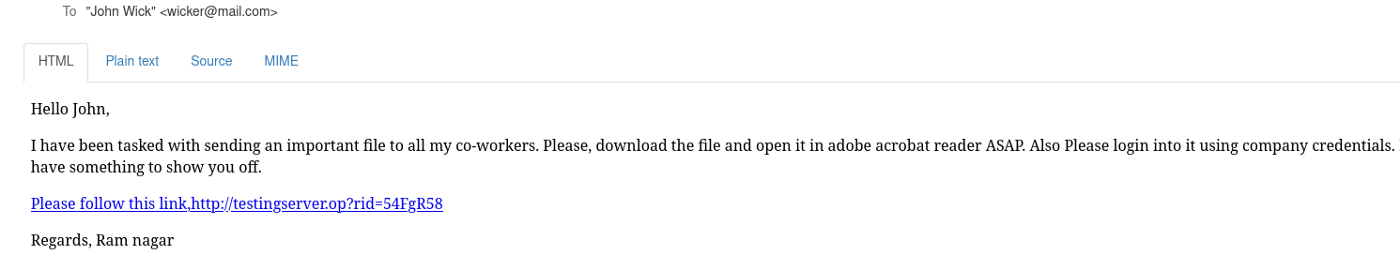 To "John Wick" <wicker@mail.com>
HTML Plain text Source MIME
Hello John,
I have been tasked with sending an important file to all my co-workers. Please, download the file and open it in adobe acrobat reader ASAP. Also Please login into it using company credentials.
have something to show you off.
Please follow this link,http://testingserver.op?rid=54FgR58
Regards, Ram nagar